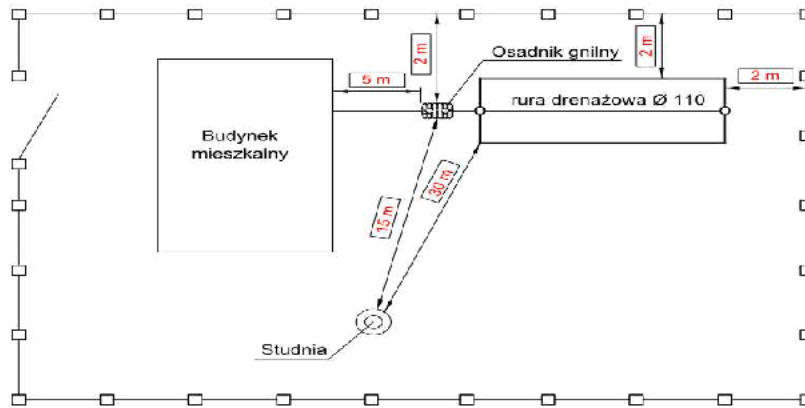 2 m
2 m
Osadnik gnilny
5 m
2 m
rura drenażowa Ø 110
Budynek
mieszkalny
30 m
15 m
Studnia